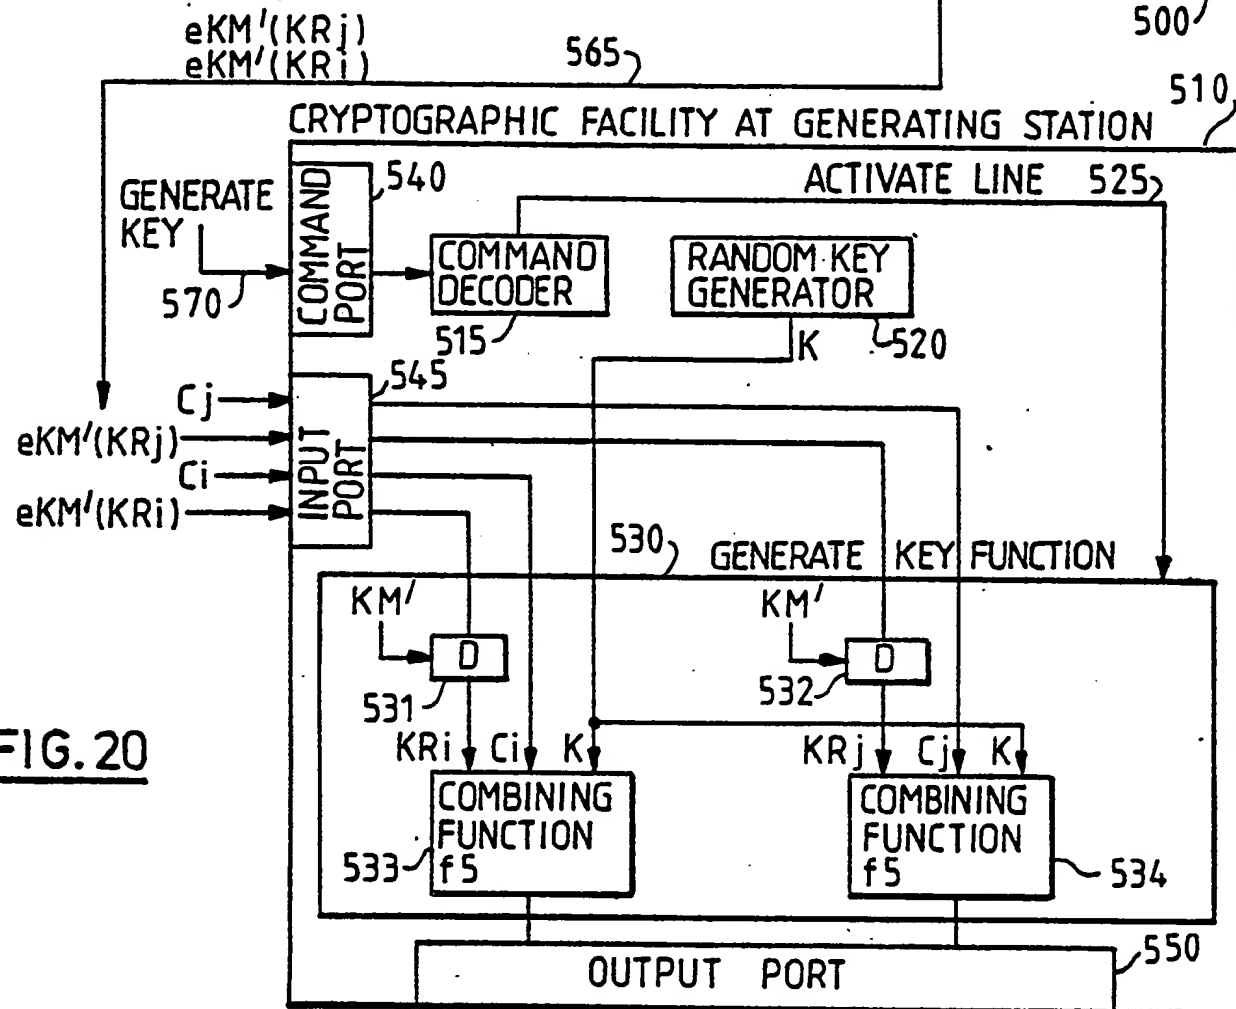 eKM'(KRj)
eKM'(KRi)
565
500
510
CRYPTOGRAPHIC FACILITY AT GENERATING STATION
GENERATE
KEY
570
COMMAND
PORT
540
COMMAND
DECODER
515
ACTIVATE LINE 525
RANDOM KEY
GENERATOR
520
K
545
INPUT
PORT
Cj
eKM'(KRj)
Ci
eKM'(KRi)
530
GENERATE KEY FUNCTION
KM'
D
531
KM'
D
532
KRi Ci K
KRj Cj K
COMBINING
FUNCTION
f5
533
COMBINING
FUNCTION
f5
534
OUTPUT PORT
550
FIG.20